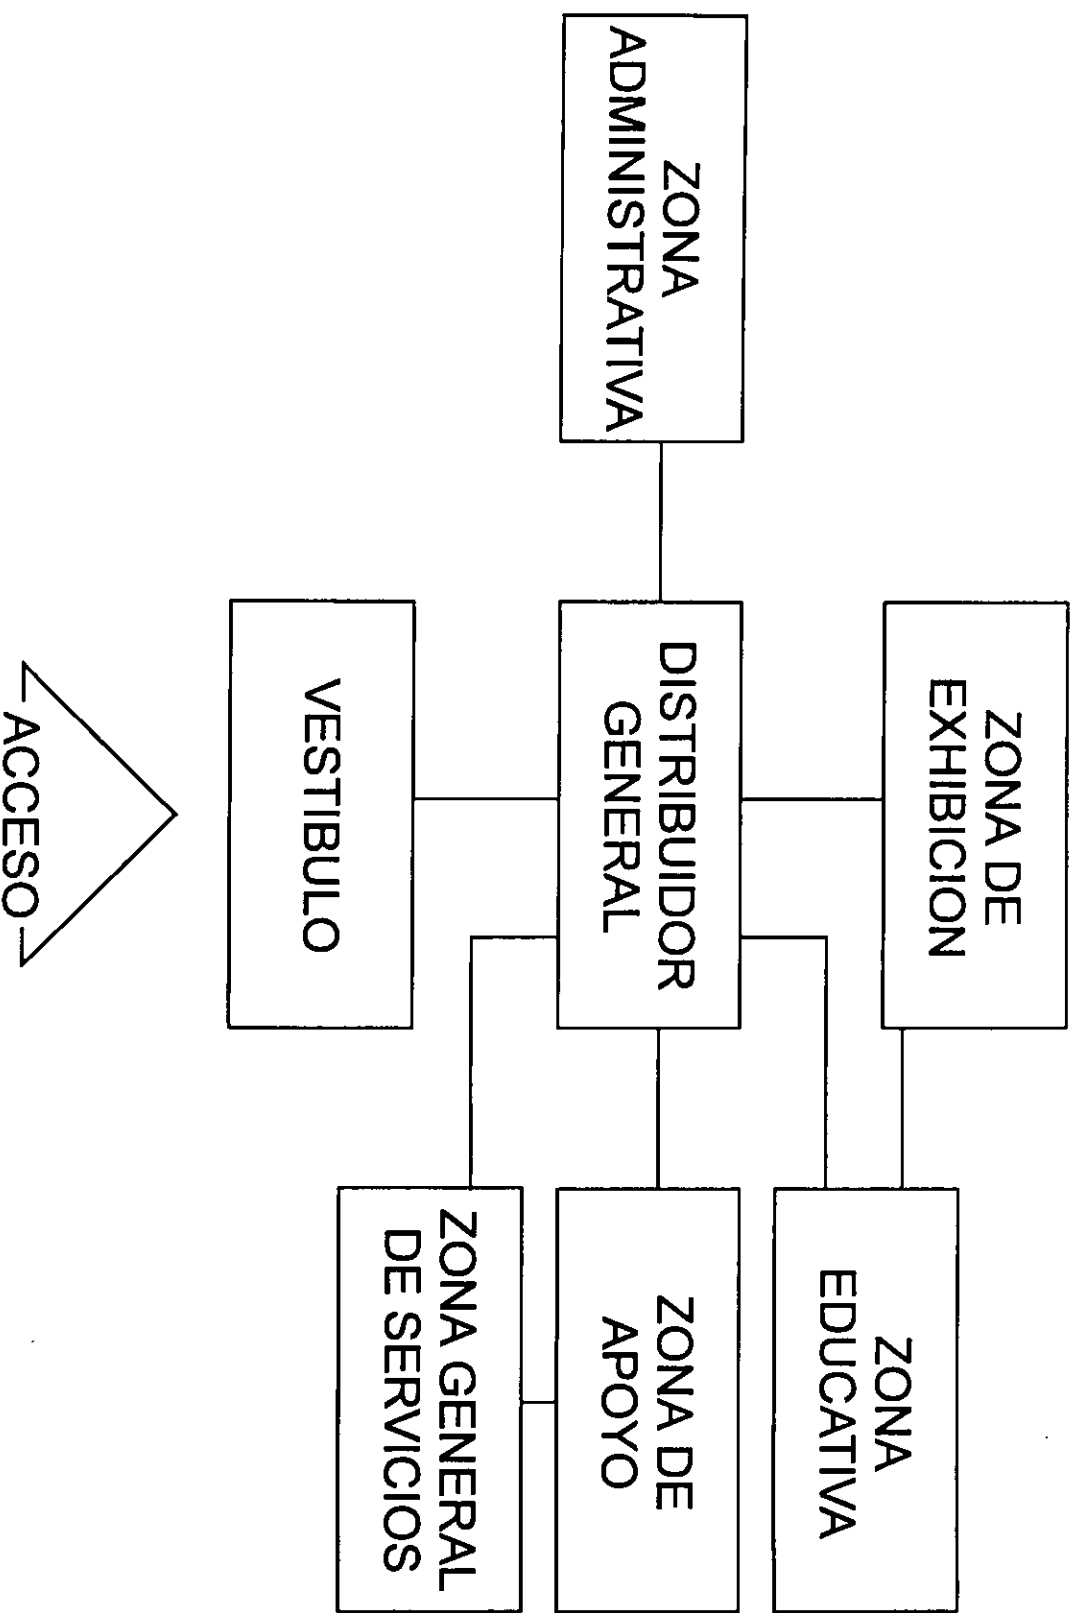 ZONA DE
EXHIBICION
ZONA
EDUCATIVA
ZONA
ADMINISTRATIVA
DISTRIBUIDOR
GENERAL
ZONA DE
APOYO
ZONA GENERAL
DE SERVICIOS
VESTIBULO
ACCESO